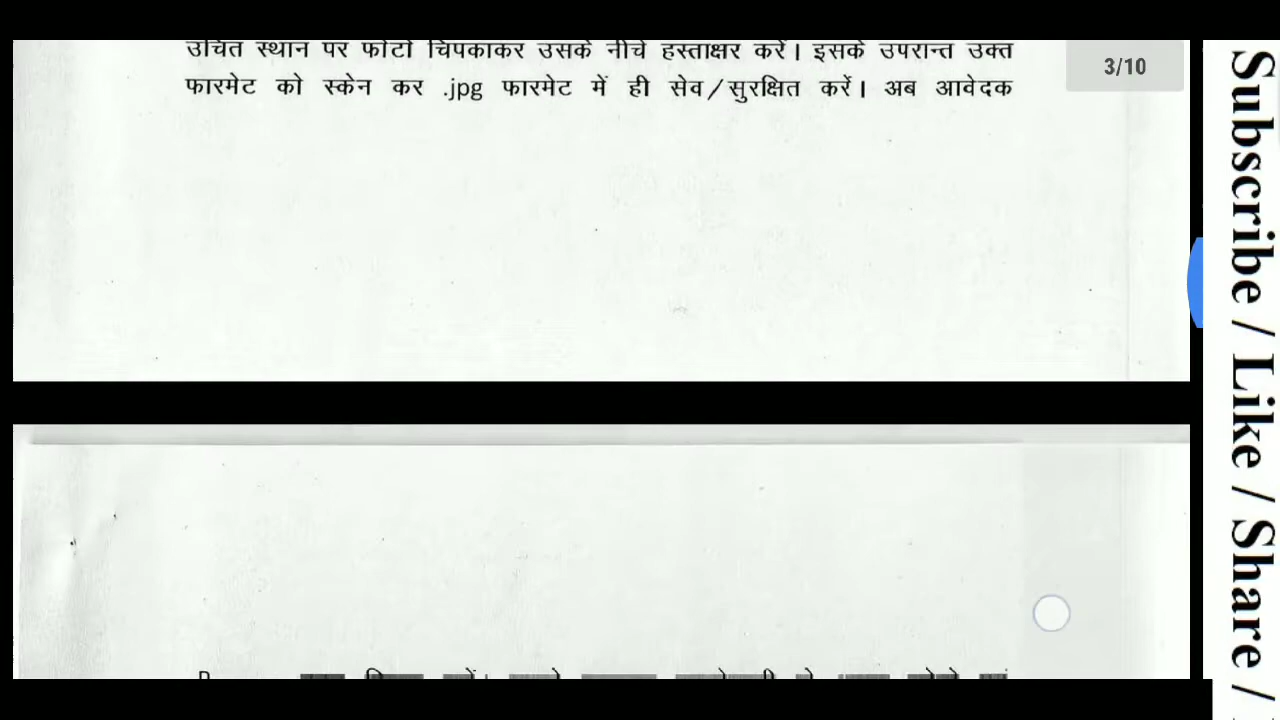 उचित स्थान पर फोटो चिपकाकर उसके नीचे हस्ताक्षर करें। इसके उपरान्त उक्त
फारमेट को स्केन कर .jpg फारमेट में ही सेव/सुरक्षित करें। अब आवेदक
3/10
Subscribe / Like / Share /